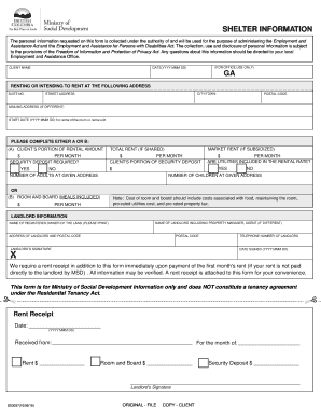 BRITISH
COLUMBIA
Ministry of
Social Development
SHELTER INFORMATION
The personal information requested on this form is collected under the authority of and will be used for the purpose of administering the Employment and
Assistance Act and the Employment and Assistance for Persons with Disabilities Act. The collection, use and disclosure of personal information is subject
to the provisions of the Freedom of Information and Protection of Privacy Act. Any questions about this information should be directed to your local
Employment and Assistance Office.
CLIENT NAME
DATE(YYYY MMM DD)
(FOR OFFICE USE ONLY)
GA
RENTING OR INTENDING TO RENT AT THE FOLLOWING ADDRESS
SUITE NO.
STREET ADDRESS
CITY/TOWN
POSTAL CODE
MAILING ADDRESS (IF DIFFERENT)
START DATE (YYYY MMM DD)
PLEASE COMPLETE EITHER A OR B:
(A) CLIENT'S PORTION OF RENTAL AMOUNT
$ PER MONTH
TOTAL RENT (IF SHARED)
$ PER MONTH
MARKET RENT (IF SUBSIDIZED)
$ PER MONTH
SECURITY DEPOSIT REQUIRED?
YES NO
CLIENT'S PORTION OF SECURITY DEPOSIT
$
ARE UTILITIES INCLUDED IN THE RENTAL RATE?
YES NO
NUMBER OF ADULTS AT GIVEN ADDRESS
NUMBER OF CHILDREN AT GIVEN ADDRESS
OR
(B) ROOM AND BOARD (MEALS INCLUDED)
$ PER MONTH
Note: Cost of room and board should include costs associated with food, maintaining the room,
provided utilities used, and prorated property tax.
LANDLORD INFORMATION
NAME OF REGISTERED OWNER OF THE LAND (PLEASE PRINT)
NAME OF LANDLORD INCLUDING PROPERTY MANAGER, AGENT (IF DIFFERENT)
ADDRESS OF LANDLORD AND POSTAL CODE
POSTAL CODE
TELEPHONE NUMBER OF LANDLORD
LANDLORD'S SIGNATURE
X
DATE SIGNED (YYYY MMM DD)
We require a rent receipt in addition to this form immediately upon payment of the first month's rent (if your rent is not
paid directly to the landlord by MSD). All information may be verified. A rent receipt is attached to this form for your convenience.
This form is for Ministry of Social Development Information only and does NOT constitute a tenancy agreement
under the Residential Tenancy Act.
Rent Receipt
Date:
(YYYY/MMM/DD)
Received from:
For the month of:
Rent $
Room and Board $
Security Deposit $
Landlord's Signature
ORIGINAL - FILE COPY - CLIENT